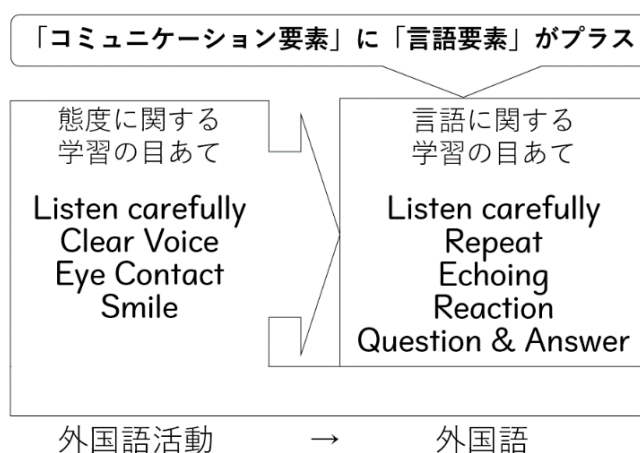 「コミュニケーション要素」に「言語要素」がプラス
態度に関する
学習の目あて
Listen carefully
Clear Voice
Eye Contact
Smile
言語に関する
学習の目あて
Listen carefully
Repeat
Echoing
Reaction
Question & Answer
外国語活動 → 外国語